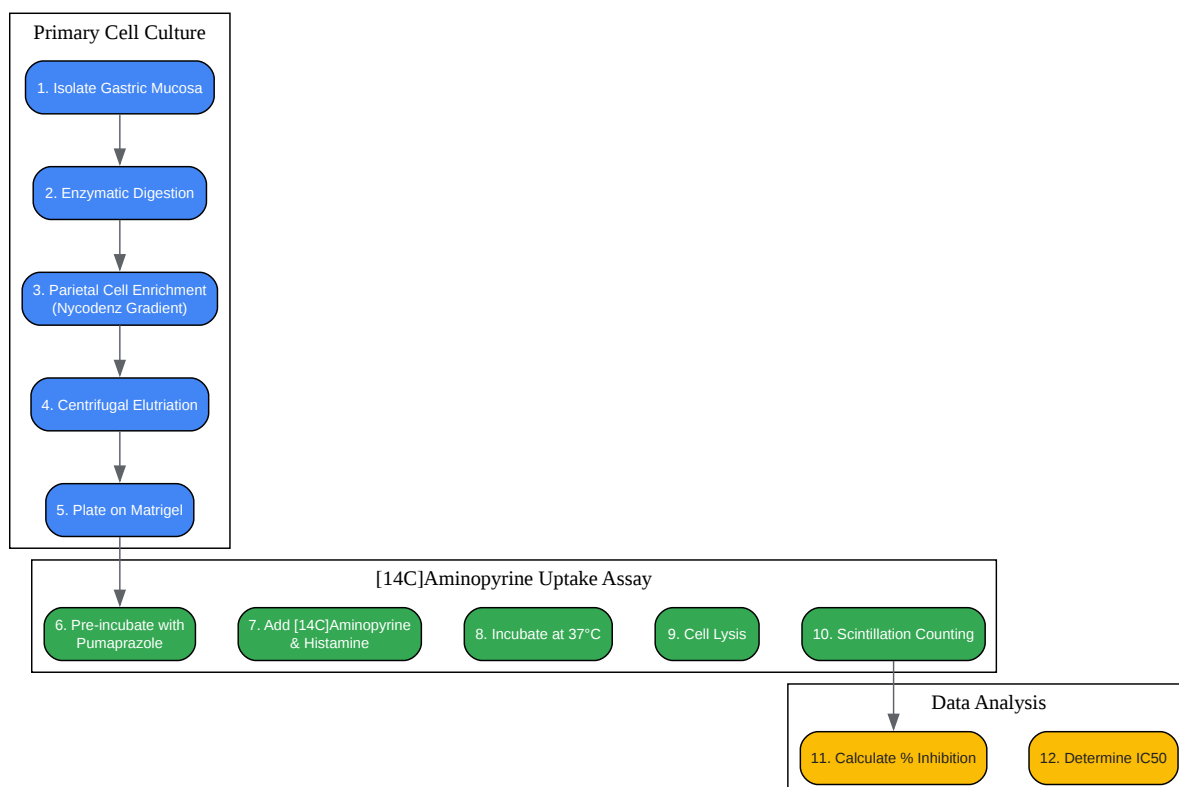 Primary Cell Culture
1. Isolate Gastric Mucosa
2. Enzymatic Digestion
3. Parietal Cell Enrichment
(Nycodenz Gradient)
4. Centrifugal Elutriation
5. Plate on Matrigel
[14C]Aminopyrine Uptake Assay
6. Pre-incubate with
Pumaprazole
7. Add [14C]Aminopyrine
& Histamine
8. Incubate at 37°C
9. Cell Lysis
10. Scintillation Counting
Data Analysis
11. Calculate % Inhibition
12. Determine IC50